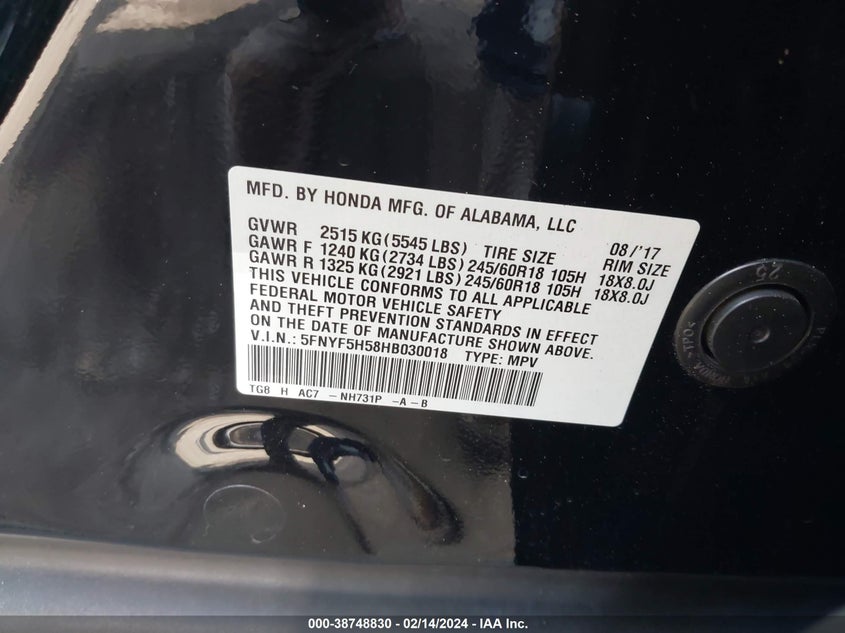 MFD. BY HONDA MFG. OF ALABAMA, LLC
GVWR 2515 KG(5545 LBS) TIRE SIZE 08/'17 RIM SIZE
GAWR F 1240 KG(2734 LBS) 245/60R18 105H 18X8.0J
GAWR R 1325 KG(2921 LBS) 245/60R18 105H 18X8.0J
THIS VEHICLE CONFORMS TO ALL APPLICABLE
FEDERAL MOTOR VEHICLE SAFETY
AND THEFT PREVENTION STANDARDS IN EFFECT
ON THE DATE OF MANUFACTURE SHOWN ABOVE.
V.I.N.: 5FNYF5H58HB030018 TYPE: MPV
TG8 H AC7 -NH731P -A-B
25
>TPO<
000-38748830 - 02/14/2024 - IAA Inc.